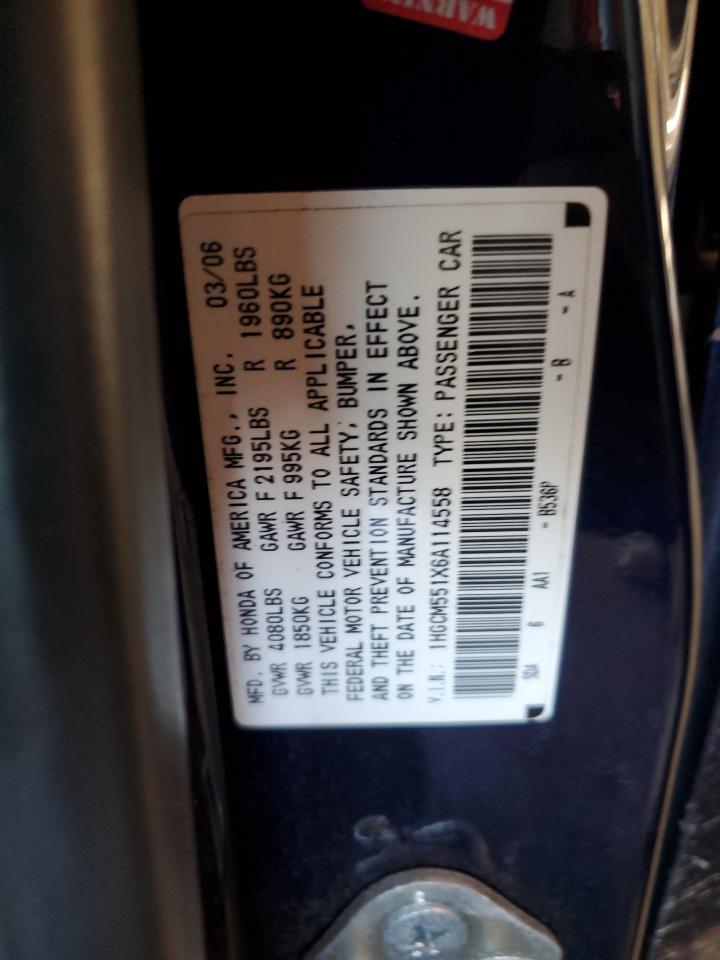 WARNIN
MFD. BY HONDA OF AMERICA MFG., INC. 03/06
GVWR 4080LBS GAWR F 2195LBS R 1960LBS
GVWR 1850KG GAWR F 995KG R 890KG
THIS VEHICLE CONFORMS TO ALL APPLICABLE
FEDERAL MOTOR VEHICLE SAFETY, BUMPER,
AND THEFT PREVENTION STANDARDS IN EFFECT
ON THE DATE OF MANUFACTURE SHOWN ABOVE.
V.I.N.: 1HGCM551X6A114558 TYPE: PASSENGER CAR
SDA 6 AA1 - B536P - B - A